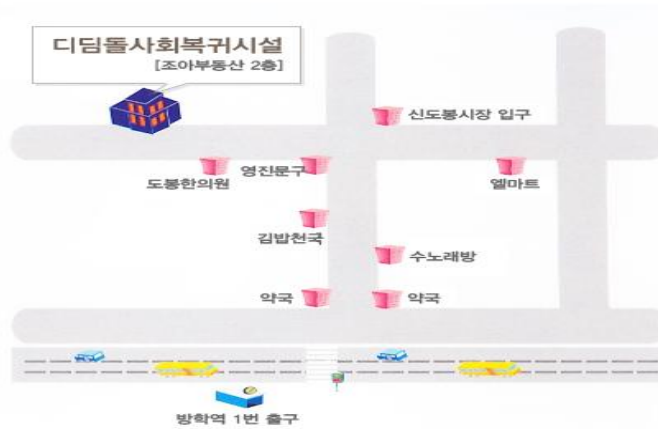 디딤돌사회복귀시설
[조아부동산 2층]
신도봉시장 입구
영진문구
도봉한의원
엘마트
김밥천국
수노래방
약국
약국
방학역 1번 출구